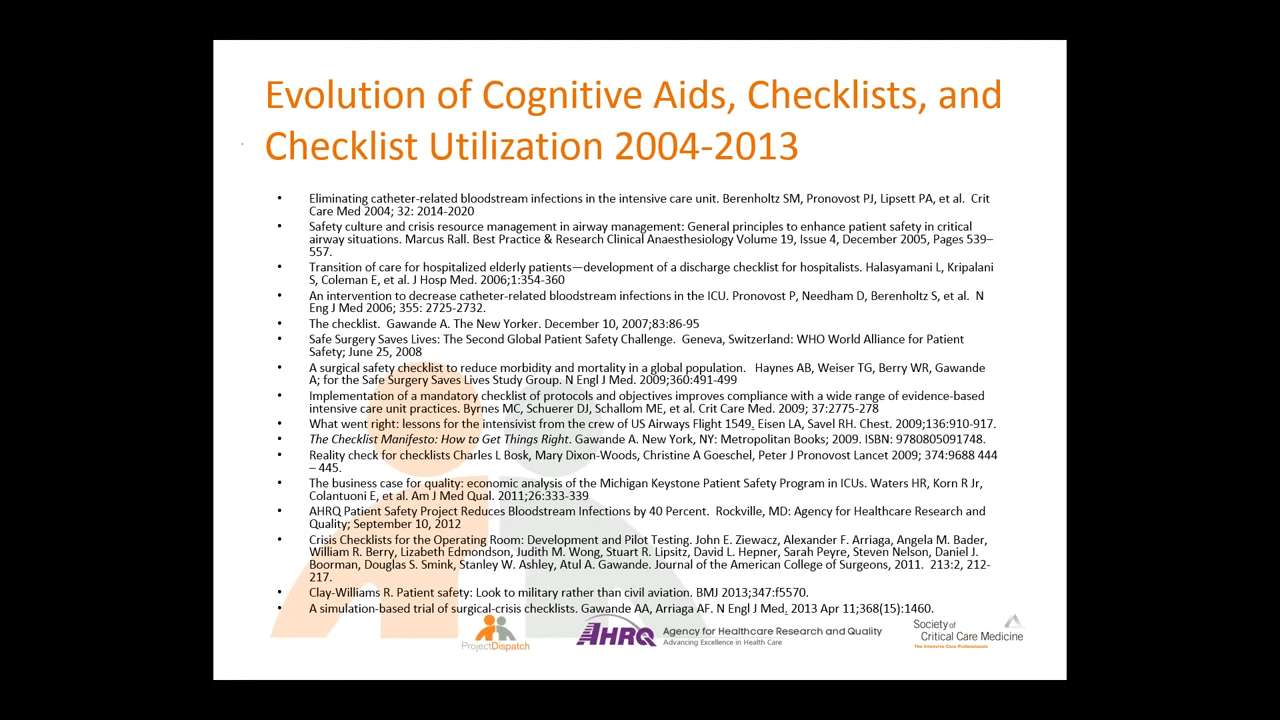 Evolution of Cognitive Aids, Checklists, and
Checklist Utilization 2004-2013
• Eliminating catheter-related bloodstream infections in the intensive care unit. Berenholtz SM, Pronovost PJ, Lipsett PA, et al.  Crit
Care Med 2004; 32: 2014-2020
• Safety culture and crisis resource management in airway management: General principles to enhance patient safety in critical
airway situations. Marcus Rall. Best Practice & Research Clinical Anaesthesiology Volume 19, Issue 4, December 2005, Pages 539–
557.
• Transition of care for hospitalized elderly patients—development of a discharge checklist for hospitalists. Halasyamani L, Kripalani
S, Coleman E, et al. J Hosp Med. 2006;1:354-360
• An intervention to decrease catheter-related bloodstream infections in the ICU. Pronovost P, Needham D, Berenholtz S, et al.  N
Eng J Med 2006; 355: 2725-2732.
• The checklist.  Gawande A. The New Yorker. December 10, 2007;83:86-95
• Safe Surgery Saves Lives: The Second Global Patient Safety Challenge.  Geneva, Switzerland: WHO World Alliance for Patient
Safety; June 25, 2008
• A surgical safety checklist to reduce morbidity and mortality in a global population.   Haynes AB, Weiser TG, Berry WR, Gawande
A; for the Safe Surgery Saves Lives Study Group. N Engl J Med. 2009;360:491-499
• Implementation of a mandatory checklist of protocols and objectives improves compliance with a wide range of evidence-based
intensive care unit practices. Byrnes MC, Schuerer DJ, Schallom ME, et al. Crit Care Med. 2009; 37:2775-278
• What went right: lessons for the intensivist from the crew of US Airways Flight 1549. Eisen LA, Savel RH. Chest. 2009;136:910-917.
• The Checklist Manifesto: How to Get Things Right. Gawande A. New York, NY: Metropolitan Books; 2009. ISBN: 9780805091748.
• Reality check for checklists Charles L Bosk, Mary Dixon-Woods, Christine A Goeschel, Peter J Pronovost Lancet 2009; 374:9688 444
– 445.
• The business case for quality: economic analysis of the Michigan Keystone Patient Safety Program in ICUs. Waters HR, Korn R Jr,
Colantuoni E, et al. Am J Med Qual. 2011;26:333-339
• AHRQ Patient Safety Project Reduces Bloodstream Infections by 40 Percent.  Rockville, MD: Agency for Healthcare Research and
Quality; September 10, 2012
• Crisis Checklists for the Operating Room: Development and Pilot Testing. John E. Ziewacz, Alexander F. Arriaga, Angela M. Bader,
William R. Berry, Lizabeth Edmondson, Judith M. Wong, Stuart R. Lipsitz, David L. Hepner, Sarah Peyre, Steven Nelson, Daniel J.
Boorman, Douglas S. Smink, Stanley W. Ashley, Atul A. Gawande. Journal of the American College of Surgeons, 2011.  213:2, 212-
217.
• Clay-Williams R. Patient safety: Look to military rather than civil aviation. BMJ 2013;347:f5570.
• A simulation-based trial of surgical-crisis checklists. Gawande AA, Arriaga AF. N Engl J Med. 2013 Apr 11;368(15):1460.
ProjectDispatch
AHRQ
Agency for Healthcare Research and Quality
Advancing Excellence in Health Care
Society of
Critical Care Medicine
The Intensive Care Professionals